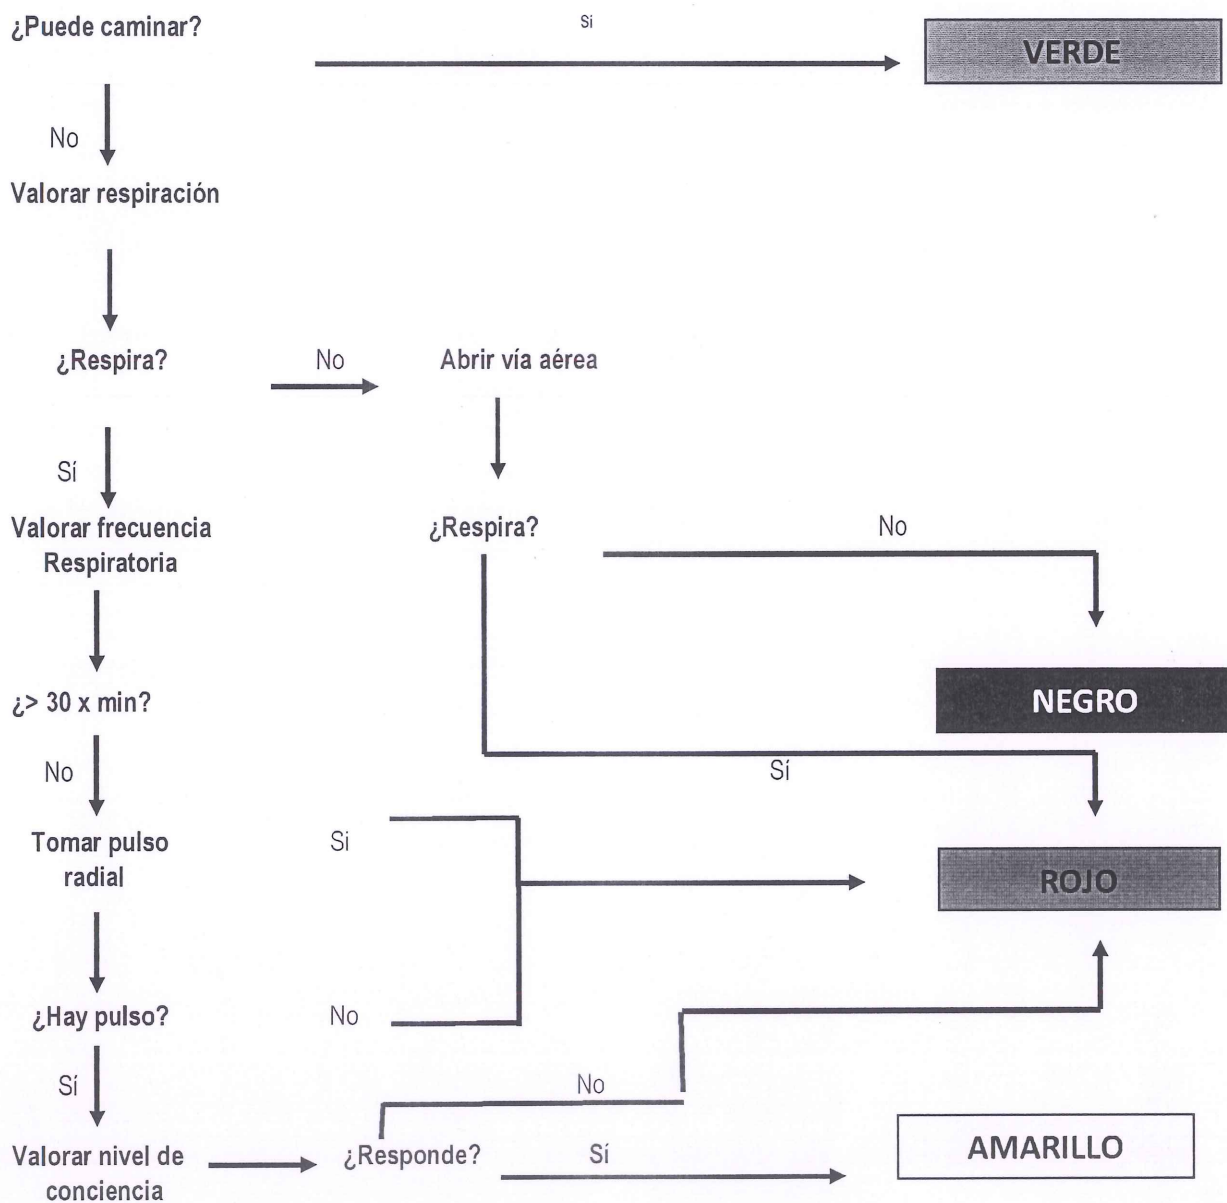 ¿Puede caminar?
Si
VERDE
No
Valorar respiración
¿Respira?
No
Abrir vía aérea
Sí
Valorar frecuencia
Respiratoria
¿Respira?
No
¿> 30 x min?
NEGRO
No
Sí
Tomar pulso
radial
Si
ROJO
¿Hay pulso?
No
Sí
No
Valorar nivel de
conciencia
¿Responde?
Sí
AMARILLO